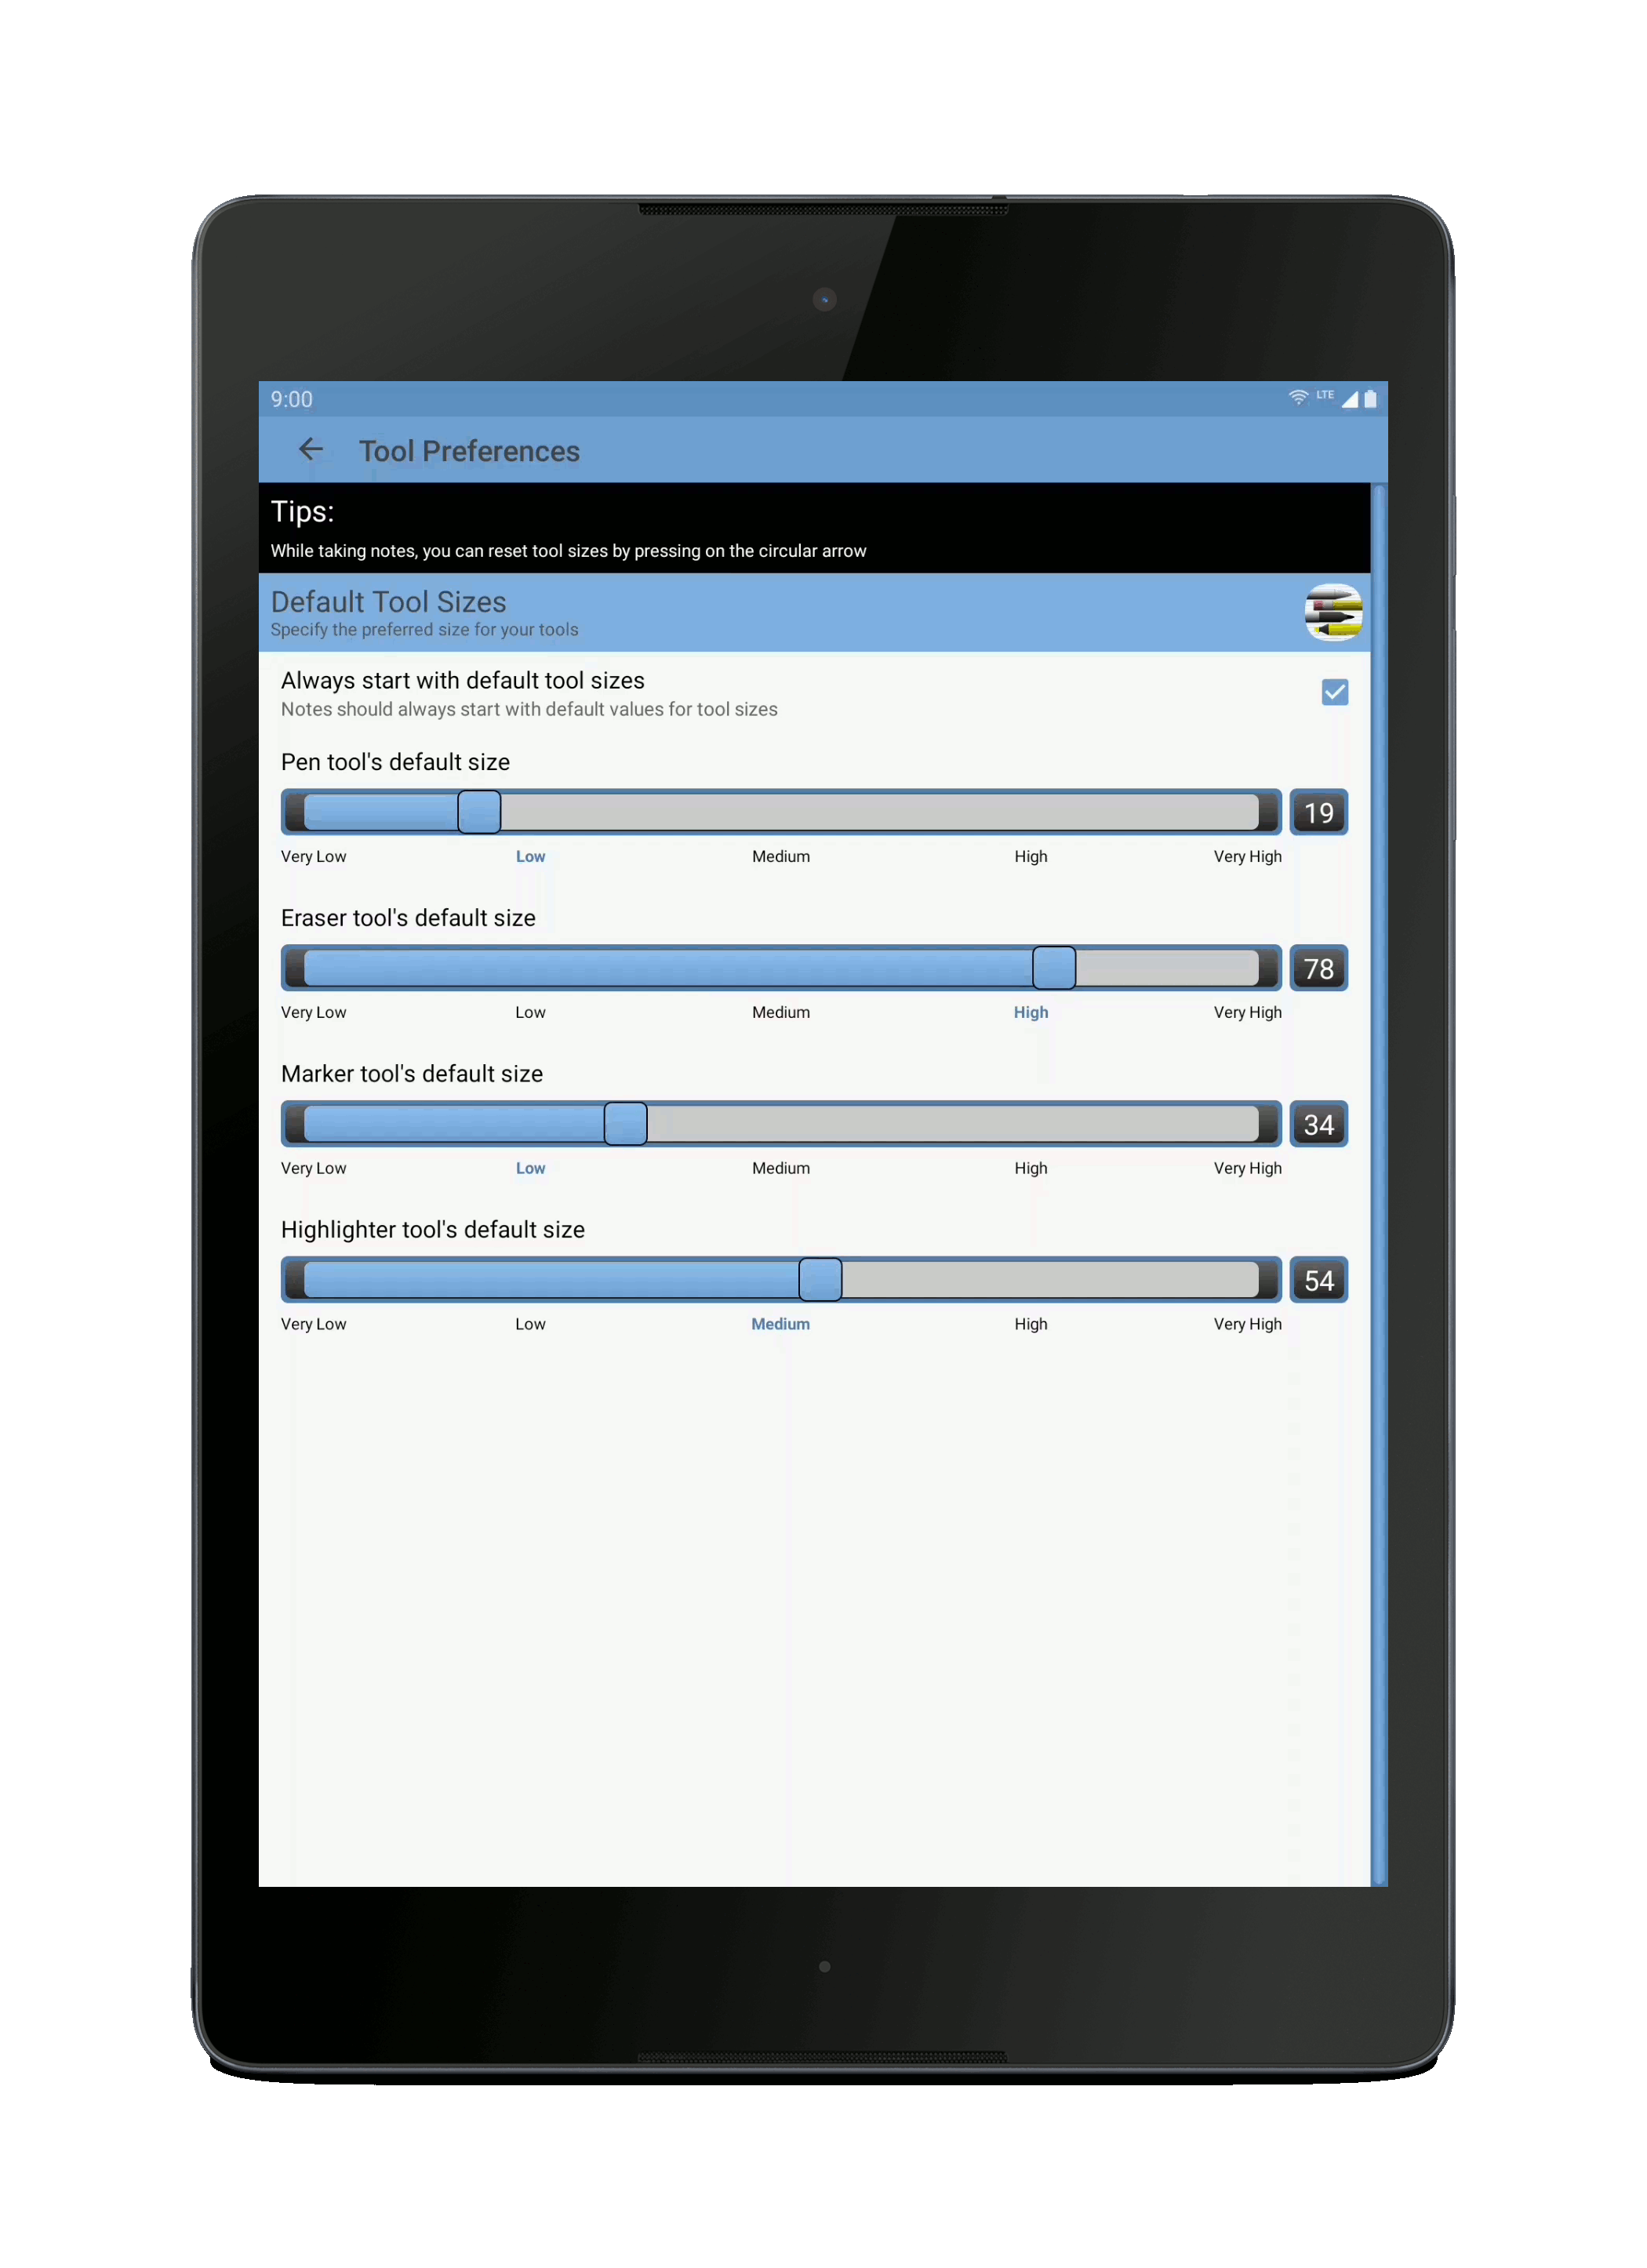 9:00
LTE
Tool Preferences
Tips:
While taking notes, you can reset tool sizes by pressing on the circular arrow
Default Tool Sizes
Specify the preferred size for your tools
Always start with default tool sizes
Notes should always start with default values for tool sizes
Pen tool's default size
19
Very Low Low Medium High Very High
Eraser tool's default size
78
Very Low Low Medium High Very High
Marker tool's default size
34
Very Low Low Medium High Very High
Highlighter tool's default size
54
Very Low Low Medium High Very High